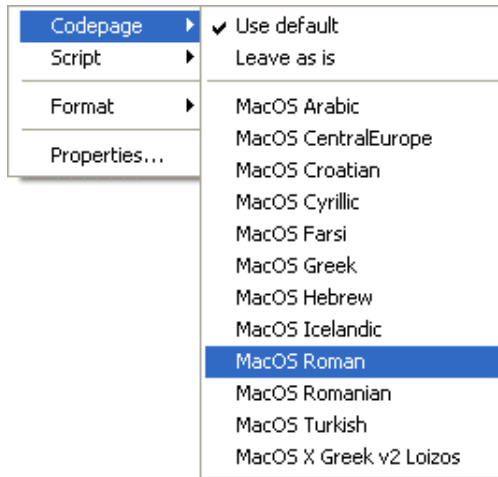 Codepage
Script
Format
Properties...
Use default
Leave as is
MacOS Arabic
MacOS CentralEurope
MacOS Croatian
MacOS Cyrillic
MacOS Farsi
MacOS Greek
MacOS Hebrew
MacOS Icelandic
MacOS Roman
MacOS Romanian
MacOS Turkish
MacOS X Greek v2 Loizos